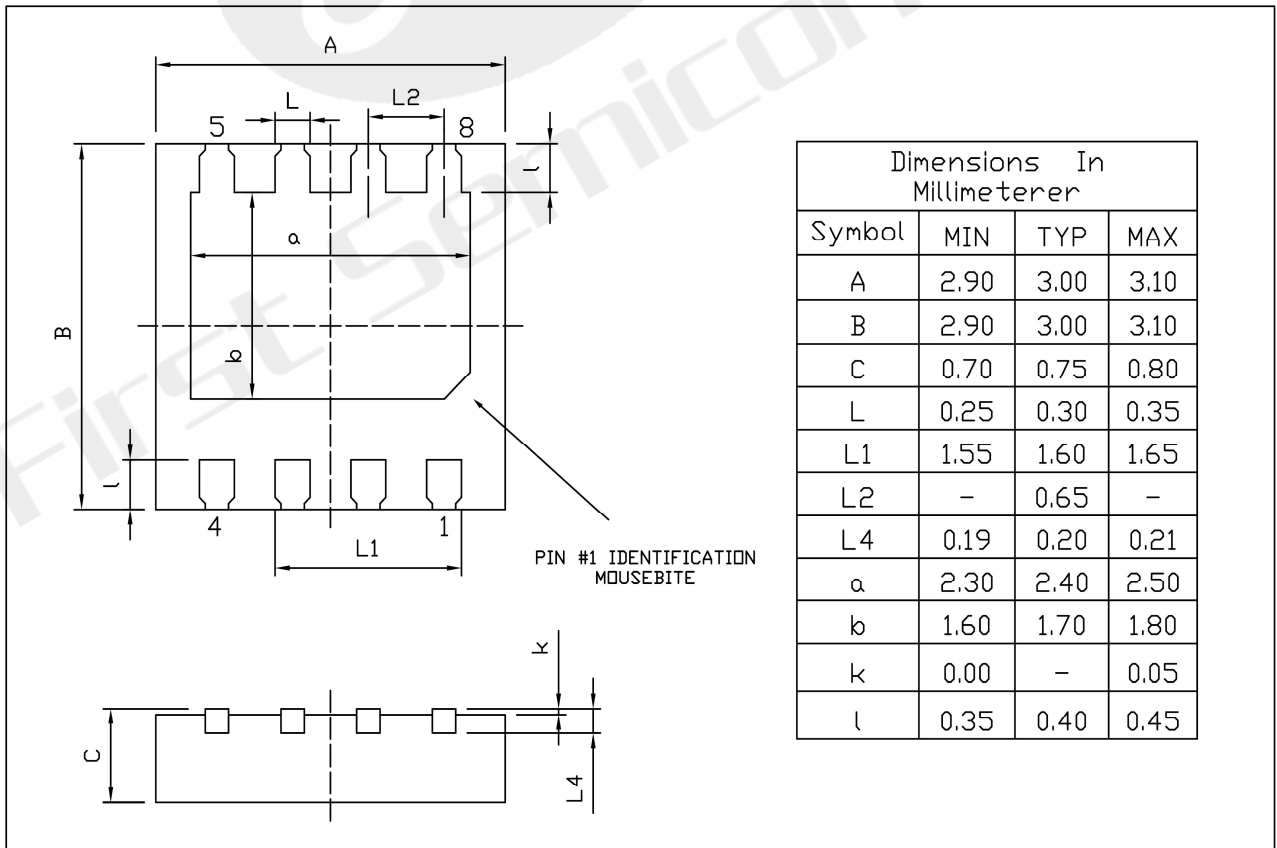 First Semicon
A
L
L2
5
8
l
a
B
b
l
4
1
L1
PIN #1 IDENTIFICATION
MOUSEBITE
k
C
L4
Dimensions In
Millimeterer
Symbol MIN TYP MAX
A 2.90 3.00 3.10
B 2.90 3.00 3.10
C 0.70 0.75 0.80
L 0.25 0.30 0.35
L1 1.55 1.60 1.65
L2 - 0.65 -
L4 0.19 0.20 0.21
a 2.30 2.40 2.50
b 1.60 1.70 1.80
k 0.00 - 0.05
l 0.35 0.40 0.45